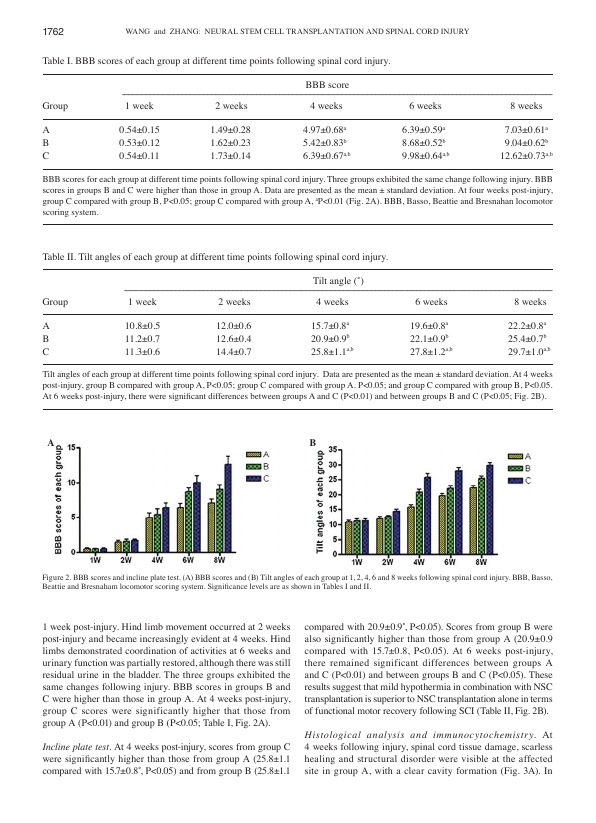 1762
WANG and ZHANG: NEURAL STEM CELL TRANSPLANTATION AND SPINAL CORD INJURY
Table I. BBB scores of each group at different time points following spinal cord injury.
BBB score
Group 1 week 2 weeks 4 weeks 6 weeks 8 weeks
A 0.54±0.15 1.49±0.28 4.97±0.68a 6.39±0.59a 7.03±0.61a
B 0.53±0.12 1.62±0.23 5.42±0.83b 8.68±0.52b 9.04±0.62b
C 0.54±0.11 1.73±0.14 6.39±0.67a,b 9.98±0.64a,b 12.62±0.73a,b
BBB scores for each group at different time points following spinal cord injury. Three groups exhibited the same change following injury. BBB
scores in groups B and C were higher than those in group A. Data are presented as the mean ± standard deviation. At four weeks post-injury,
group C compared with group B, P<0.05; group C compared with group A, aP<0.01 (Fig. 2A). BBB, Basso, Beattie and Bresnahan locomotor
scoring system.
Table II. Tilt angles of each group at different time points following spinal cord injury.
Tilt angle (˚)
Group 1 week 2 weeks 4 weeks 6 weeks 8 weeks
A 10.8±0.5 12.0±0.6 15.7±0.8a 19.6±0.8a 22.2±0.8a
B 11.2±0.7 12.6±0.4 20.9±0.9b 22.1±0.9b 25.4±0.7b
C 11.3±0.6 14.4±0.7 25.8±1.1a,b 27.8±1.2a,b 29.7±1.0a,b
Tilt angles of each group at different time points following spinal cord injury. Data are presented as the mean ± standard deviation. At 4 weeks
post-injury, group B compared with group A, P<0.05; group C compared with group A. P<0.05; and group C compared with group B, P<0.05.
At 6 weeks post-injury, there were significant differences between groups A and C (P<0.01) and between groups B and C (P<0.05; Fig. 2B).
A
BBB scores of each group
15
10
5
0
1W 2W 4W 6W 8W
A
B
C
B
Tilt angles of each group
35
30
25
20
15
10
5
0
1W 2W 4W 6W 8W
A
B
C
Figure 2. BBB scores and incline plate test. (A) BBB scores and (B) Tilt angles of each group at 1, 2, 4, 6 and 8 weeks following spinal cord injury. BBB, Basso,
Beattie and Bresnaham locomotor scoring system. Significance levels are as shown in Tables I and II.
1 week post-injury. Hind limb movement occurred at 2 weeks
post-injury and became increasingly evident at 4 weeks. Hind
limbs demonstrated coordination of activities at 6 weeks and
urinary function was partially restored, although there was still
residual urine in the bladder. The three groups exhibited the
same changes following injury. BBB scores in groups B and
C were higher than those in group A. At 4 weeks post-injury,
group C scores were significantly higher that those from
group A (P<0.01) and group B (P<0.05; Table I, Fig. 2A).
Incline plate test. At 4 weeks post-injury, scores from group C
were significantly higher than those from group A (25.8±1.1
compared with 15.7±0.8˚, P<0.05) and from group B (25.8±1.1
compared with 20.9±0.9˚, P<0.05). Scores from group B were
also significantly higher than those from group A (20.9±0.9
compared with 15.7±0.8, P<0.05). At 6 weeks post-injury,
there remained significant differences between groups A
and C (P<0.01) and between groups B and C (P<0.05). These
results suggest that mild hypothermia in combination with NSC
transplantation is superior to NSC transplantation alone in terms
of functional motor recovery following SCI (Table II, Fig. 2B).
Histological analysis and immunocytochemistry. At
4 weeks following injury, spinal cord tissue damage, scarless
healing and structural disorder were visible at the affected
site in group A, with a clear cavity formation (Fig. 3A). In